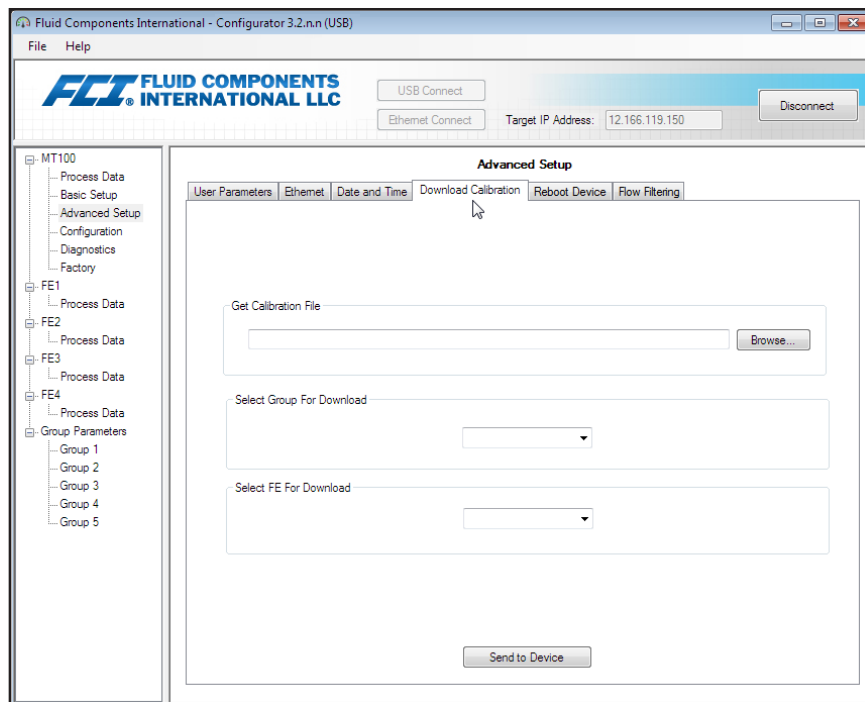 Fluid Components International - Configurator 3.2.n.n (USB)
File Help
FCI® FLUID COMPONENTS
INTERNATIONAL LLC
USB Connect
Ethernet Connect
Target IP Address: 12.166.119.150
Disconnect
MT100
Process Data
Basic Setup
Advanced Setup
Configuration
Diagnostics
Factory
FE1
Process Data
FE2
Process Data
FE3
Process Data
FE4
Process Data
Group Parameters
Group 1
Group 2
Group 3
Group 4
Group 5
Advanced Setup
User Parameters Ethernet Date and Time Download Calibration Reboot Device Flow Filtering
Get Calibration File
Browse...
Select Group For Download
Select FE For Download
Send to Device